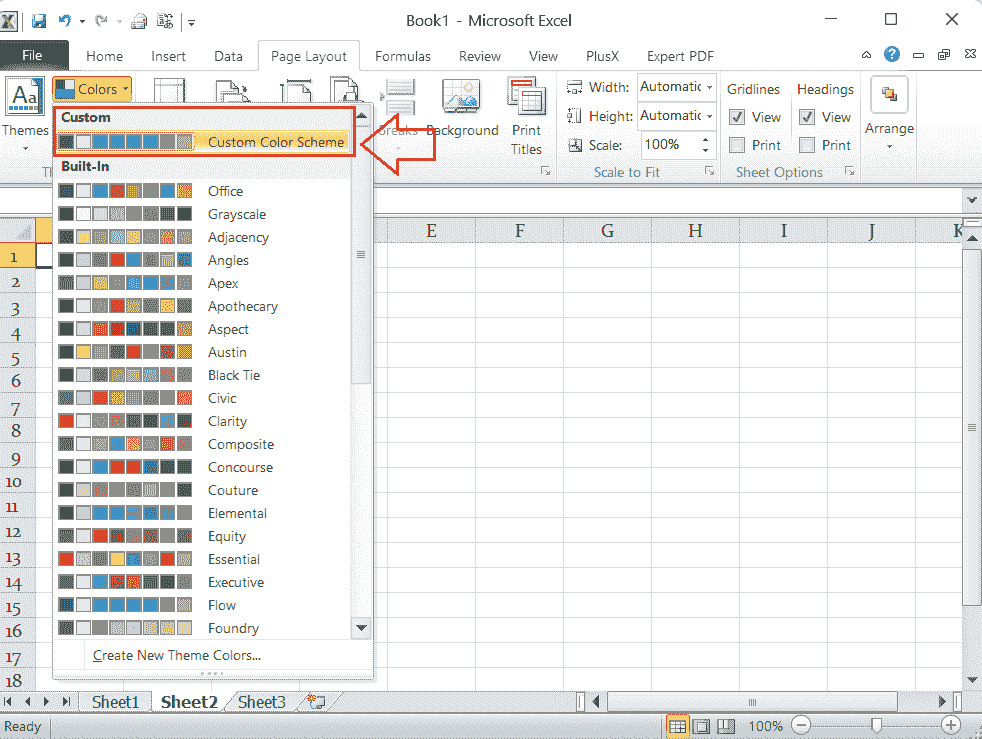 Book1 - Microsoft Excel
File Home Insert Data Page Layout Formulas Review View PlusX Expert PDF
Aa Colors Width: Automatic Gridlines Headings
Height: Automatic View View Arrange
Themes Breaks Background Print Titles Scale: 100% Print Print
Scale to Fit Sheet Options
Custom
Custom Color Scheme
Built-In
Office
Grayscale
Adjacency
Angles
Apex
Apothecary
Aspect
Austin
Black Tie
Civic
Clarity
Composite
Concourse
Couture
Elemental
Equity
Essential
Executive
Flow
Foundry
Create New Theme Colors...
E F G H I J K
1
2
3
4
5
6
7
8
9
10
11
12
13
14
15
16
17
18
Sheet1 Sheet2 Sheet3
Ready 100%